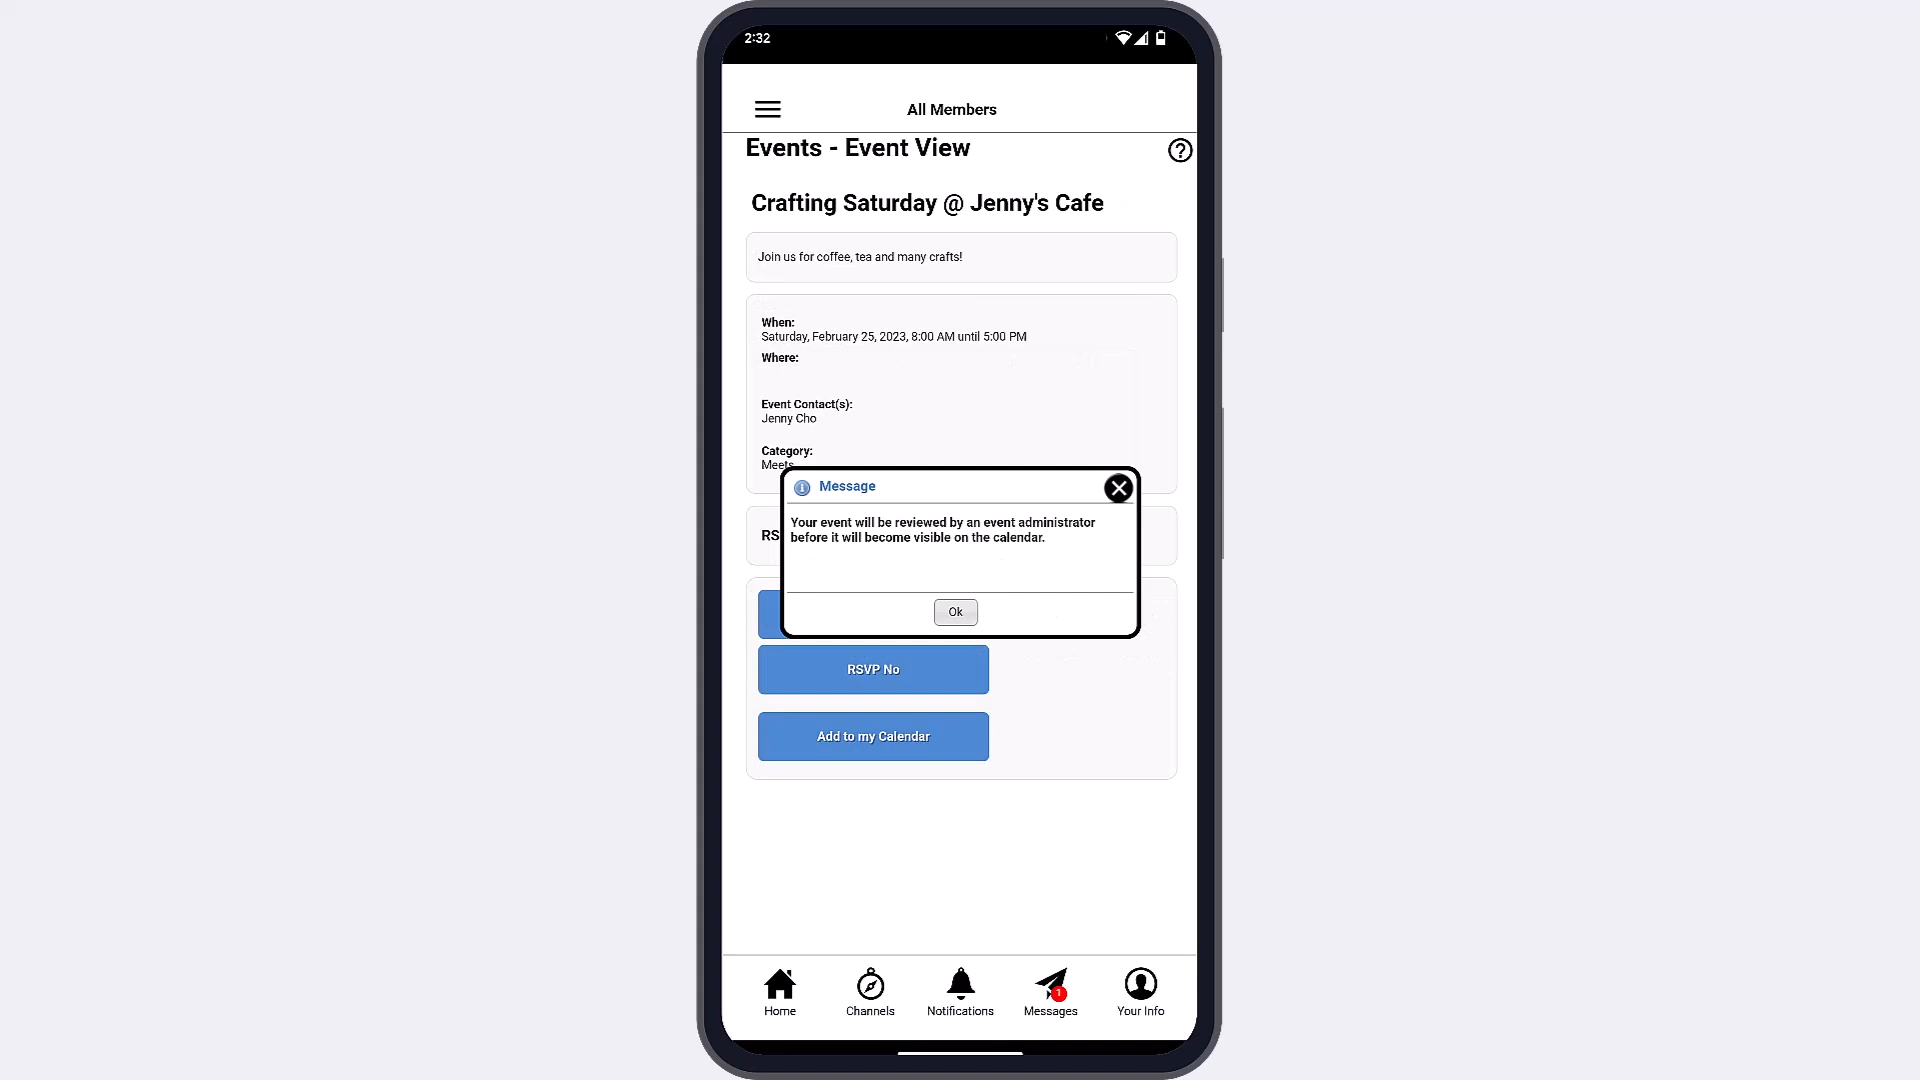 2:32
All Members
Events - Event View
Crafting Saturday @ Jenny's Cafe
Join us for coffee, tea and many crafts!
When:
Saturday, February 25, 2023, 8:00 AM until 5:00 PM
Where:
Event Contact(s):
Jenny Cho
Category:
Meets
Message
Your event will be reviewed by an event administrator
before it will become visible on the calendar.
Ok
RSVP No
Add to my Calendar
1
Home
Channels
Notifications
Messages
Your Info